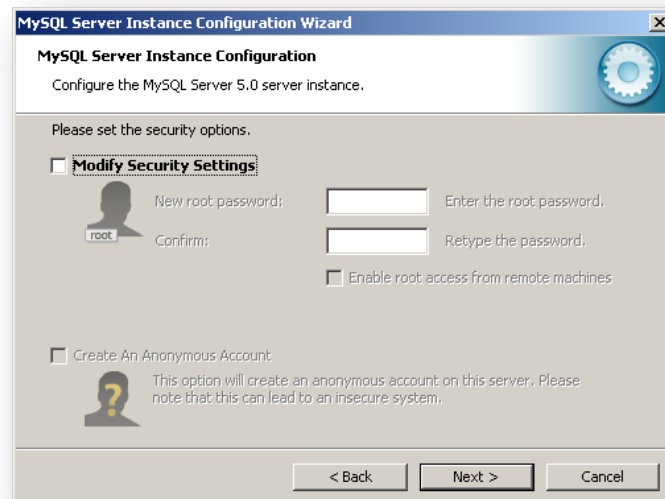 MySQL Server Instance Configuration Wizard
MySQL Server Instance Configuration
Configure the MySQL Server 5.0 server instance.
Please set the security options.
Modify Security Settings
root
New root password:
Enter the root password.
Confirm:
Retype the password.
Enable root access from remote machines
Create An Anonymous Account
This option will create an anonymous account on this server. Please
note that this can lead to an insecure system.
< Back
Next >
Cancel